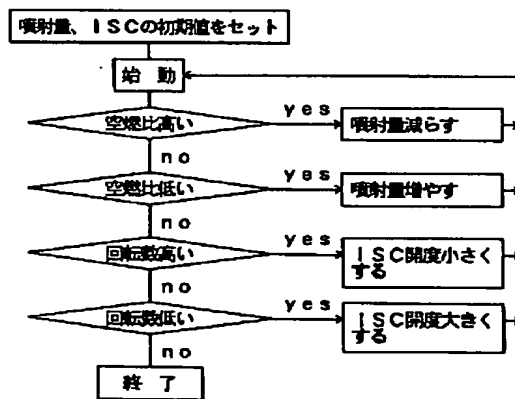 噴射量、ISCの初期値をセット
始動
空燃比高い
yes
噴射量減らす
no
空燃比低い
yes
噴射量増やす
no
回転数高い
yes
ISC開度小さく
する
no
回転数低い
yes
ISC開度大きく
する
no
終了